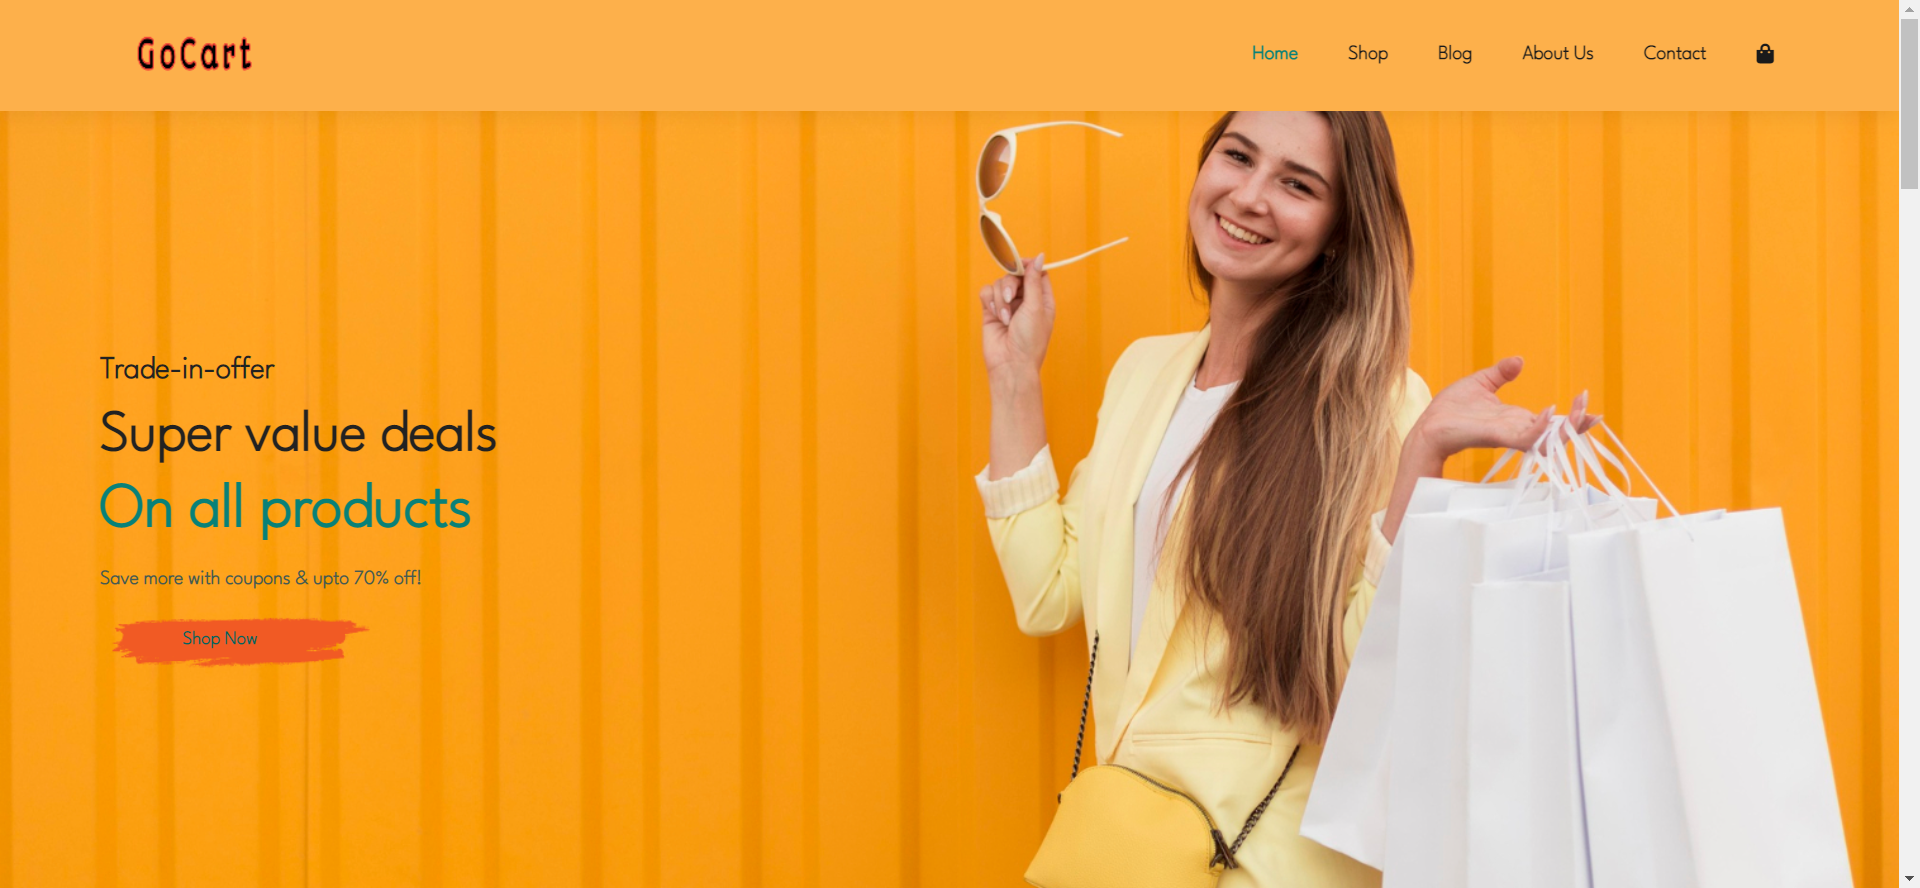 GoCart
Home Shop Blog About Us Contact
Trade-in-offer
Super value deals
On all products
Save more with coupons & upto 70% off!
Shop Now